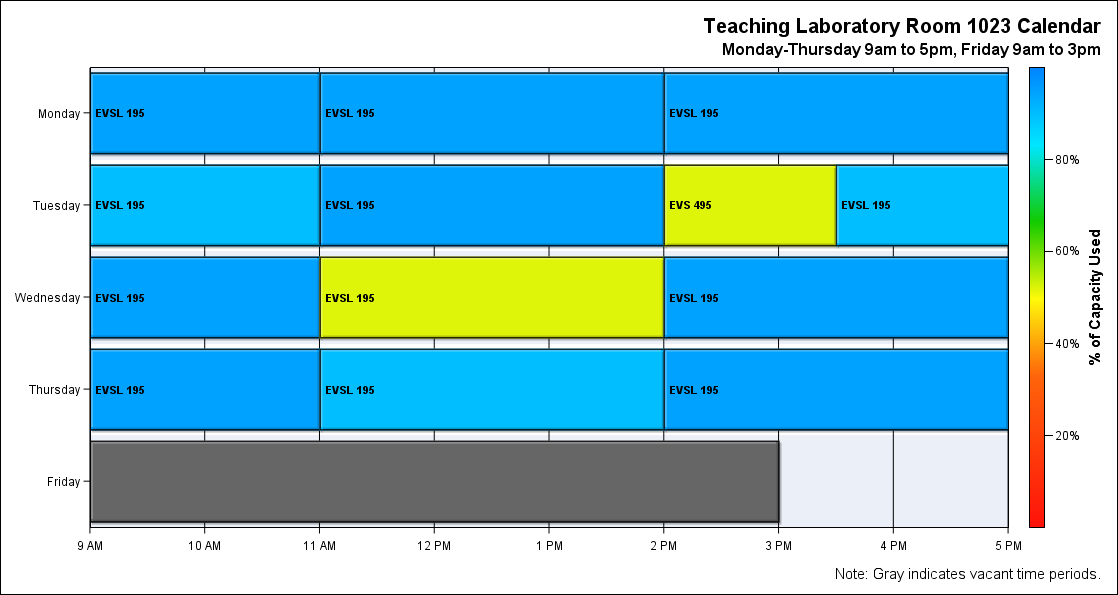 Teaching Laboratory Room 1023 Calendar
Monday-Thursday 9am to 5pm, Friday 9am to 3pm
Monday
EVSL 195
EVSL 195
EVSL 195
Tuesday
EVSL 195
EVSL 195
EVS 495
EVSL 195
Wednesday
EVSL 195
EVSL 195
EVSL 195
Thursday
EVSL 195
EVSL 195
EVSL 195
Friday
9 AM
10 AM
11 AM
12 PM
1 PM
2 PM
3 PM
4 PM
5 PM
80%
60%
40%
20%
% of Capacity Used
Note: Gray indicates vacant time periods.